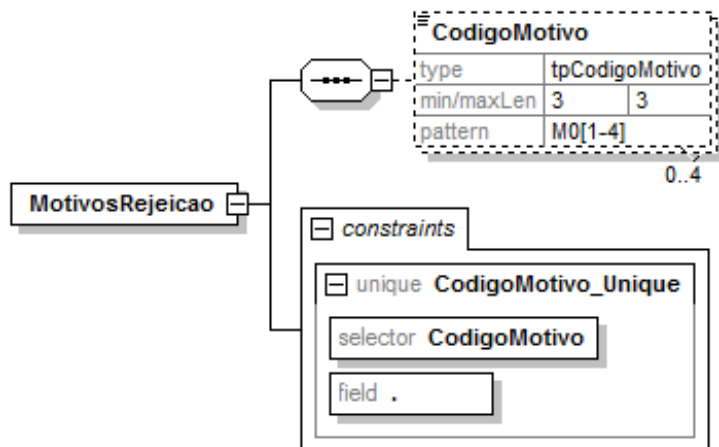 CodigoMotivo
type tpCodigoMotivo
min/maxLen 3 3
pattern M0[1-4]
0..4
MotivosRejeicao
constraints
unique CodigoMotivo_Unique
selector CodigoMotivo
field .